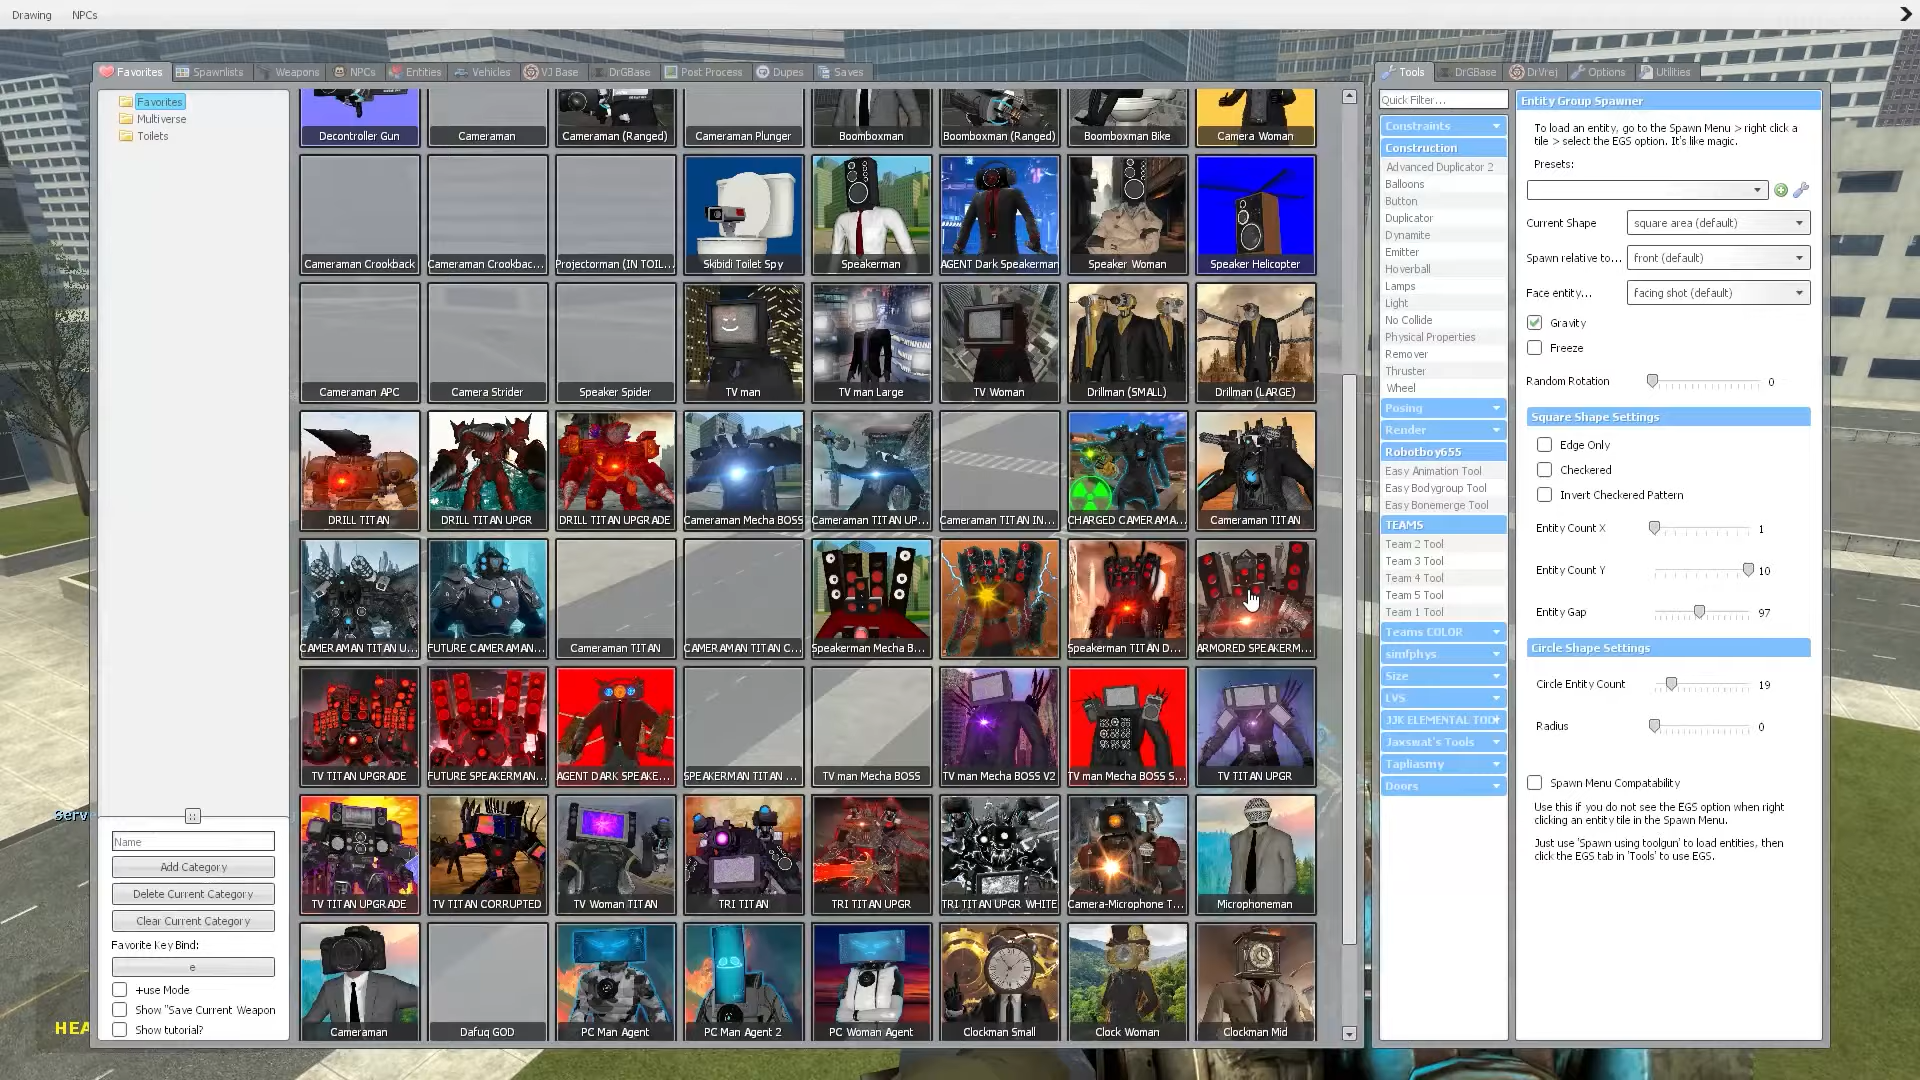 Drawing NPCs
Favorites Spawnlists Weapons NPCs Entities Vehicles VJ Base DrGBase Post Process Dupes Saves
Favorites
Multiverse
Toilets
Decontroller Gun Cameraman Cameraman (Ranged) Cameraman Plunger Boomboxman Boomboxman (Ranged) Boomboxman Bike Camera Woman
Cameraman Crookback Cameraman Crookbac... Projectorman (IN TOIL... Skibidi Toilet Spy Speakerman AGENT Dark Speakerman Speaker Woman Speaker Helicopter
Cameraman APC Camera Strider Speaker Spider TV man TV man Large TV Woman Drillman (SMALL) Drillman (LARGE)
DRILL TITAN DRILL TITAN UPGR DRILL TITAN UPGRADE Cameraman Mecha BOSS Cameraman TITAN UP... Cameraman TITAN IN... CHARGED CAMERAMA... Cameraman TITAN
CAMERAMAN TITAN U... FUTURE CAMERAMAN... Cameraman TITAN CAMERAMAN TITAN C... Speakerman Mecha B... Speakerman TITAN D... ARMORED SPEAKERM...
TV TITAN UPGRADE FUTURE SPEAKERMAN... AGENT DARK SPEAKE... SPEAKERMAN TITAN ... TV man Mecha BOSS TV man Mecha BOSS V2 TV man Mecha BOSS S... TV TITAN UPGR
TV TITAN UPGRADE TV TITAN CORRUPTED TV Woman TITAN TRI TITAN TRI TITAN UPGR TRI TITAN UPGR WHITE Camera-Microphone T... Microphoneman
Cameraman Dafuq GOD PC Man Agent PC Man Agent 2 PC Woman Agent Clockman Small Clock Woman Clockman Mid
Serv
Name
Add Category
Delete Current Category
Clear Current Category
Favorite Key Bind:
e
+use Mode
Show "Save Current Weapon
Show tutorial?
HEA
Tools DrGBase DrVrej Options Utilities
Quick Filter...
Constraints
Construction
Advanced Duplicator 2
Balloons
Button
Duplicator
Dynamite
Emitter
Hoverball
Lamps
Light
No Collide
Physical Properties
Remover
Thruster
Wheel
Posing
Render
Robotboy655
Easy Animation Tool
Easy Bodygroup Tool
Easy Bonemerge Tool
TEAMS
Team 2 Tool
Team 3 Tool
Team 4 Tool
Team 5 Tool
Team 1 Tool
Teams COLOR
simfphys
Size
LVS
JJK ELEMENTAL TOO
Jaxswat's Tools
Tapliasmy
Doors
Entity Group Spawner
To load an entity, go to the Spawn Menu > right click a
tile > select the EGS option. It's like magic.
Presets:
Current Shape square area (default)
Spawn relative to... front (default)
Face entity... facing shot (default)
Gravity
Freeze
Random Rotation 0
Square Shape Settings
Edge Only
Checkered
Invert Checkered Pattern
Entity Count X 1
Entity Count Y 10
Entity Gap 97
Circle Shape Settings
Circle Entity Count 19
Radius 0
Spawn Menu Compatability
Use this if you do not see the EGS option when right
clicking an entity tile in the Spawn Menu.
Just use 'Spawn using toolgun' to load entities, then
click the EGS tab in 'Tools' to use EGS.